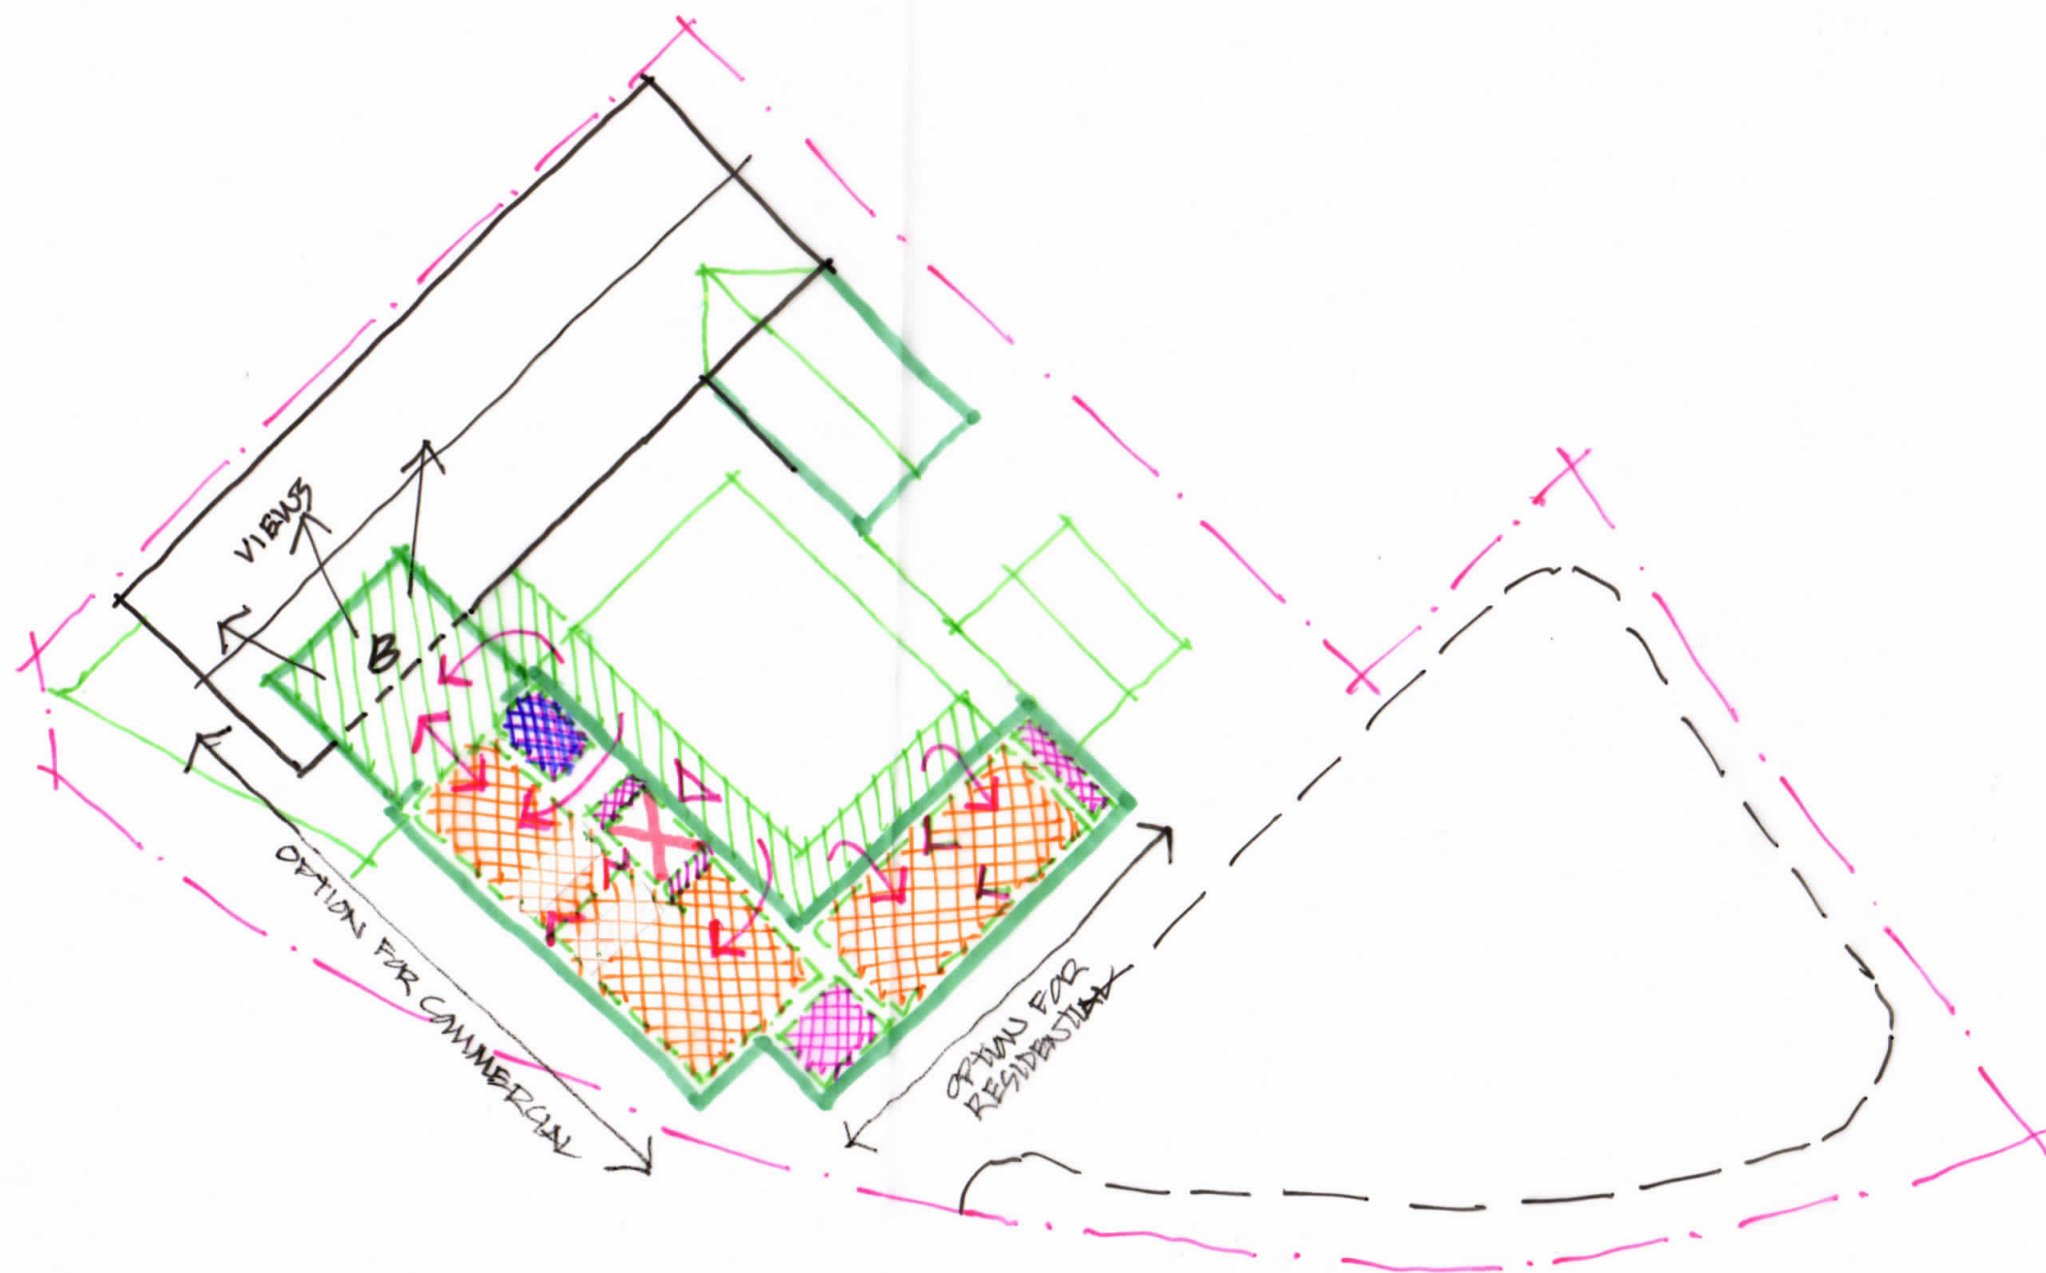 VIEWS
B
OPTION FOR COMMERCIAL
OPTION FOR
RESIDENTIAL